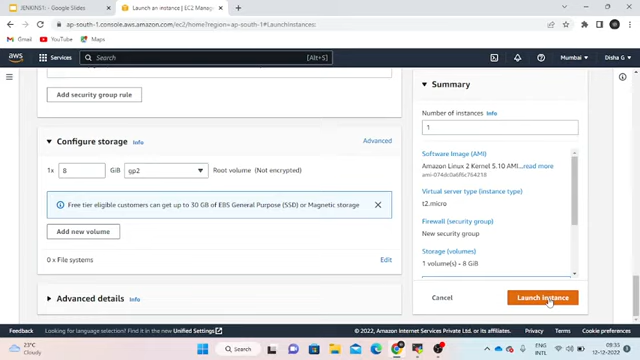 JENKINS1: - Google Slides
Launch an instance | EC2 Manag
ap-south-1.console.aws.amazon.com/ec2/home?region=ap-south-1#LaunchInstances:
Gmail
YouTube
Maps
aws
Services
Search
[Alt+S]
Mumbai
Disha G
Add security group rule
Configure storage
Info
Advanced
1x
8
GiB
gp2
Root volume (Not encrypted)
Free tier eligible customers can get up to 30 GB of EBS General Purpose (SSD) or Magnetic storage
Add new volume
0 x File systems
Edit
Advanced details
Info
Summary
Number of instances
Info
1
Software Image (AMI)
Amazon Linux 2 Kernel 5.10 AMI...read more
ami-074dc0a6f6c764218
Virtual server type (instance type)
t2.micro
Firewall (security group)
New security group
Storage (volumes)
1 volume(s) - 8 GiB
Cancel
Launch instance
Feedback
Looking for language selection? Find it in the new Unified Settings
© 2022, Amazon Internet Services Private Ltd. or its affiliates.
Privacy
Terms
Cookie preferences
23°C
Cloudy
Search
ENG
INTL
09:35
12-12-2022